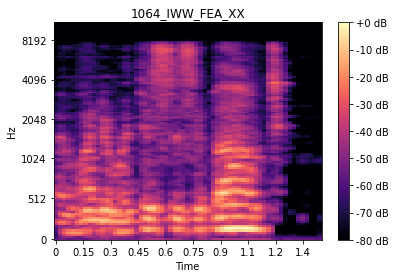 1064_IWW_FEA_XX
8192
4096
2048
1024
512
0
Hz
0 0.15 0.3 0.45 0.6 0.75 0.9 1.1 1.2 1.4
Time
+0 dB
-10 dB
-20 dB
-30 dB
-40 dB
-50 dB
-60 dB
-70 dB
-80 dB